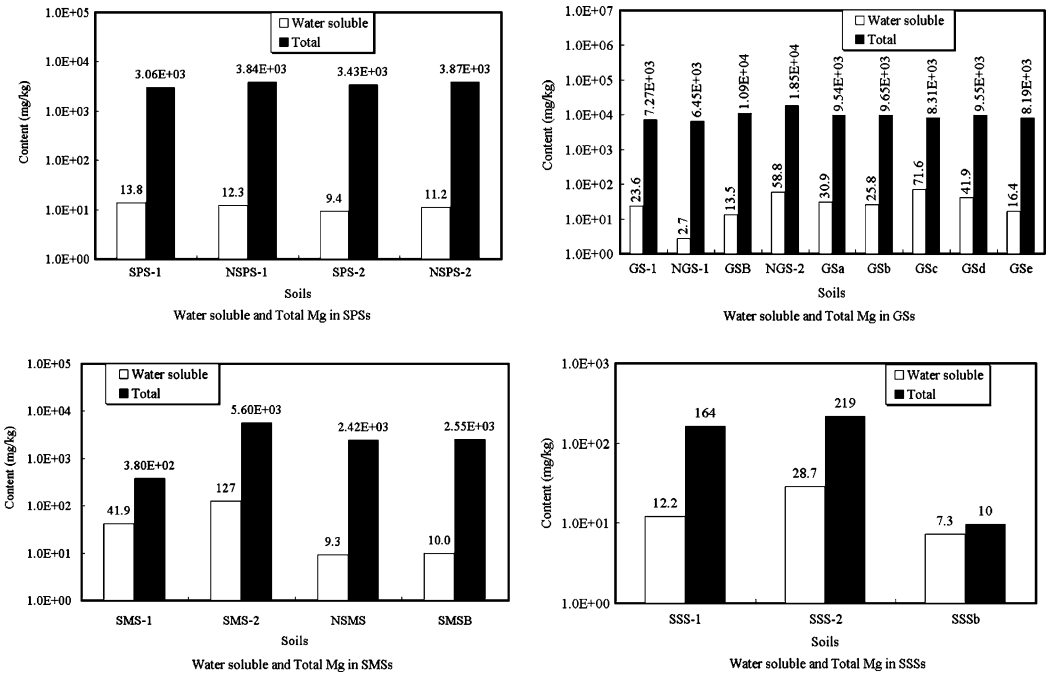 1.0E+05
1.0E+04
1.0E+03
1.0E+02
1.0E+01
1.0E+00
Content (mg/kg)
Water soluble
Total
3.06E+03
3.84E+03
3.43E+03
3.87E+03
13.8
12.3
9.4
11.2
SPS-1
NSPS-1
SPS-2
NSPS-2
Soils
Water soluble and Total Mg in SPSs
1.0E+07
1.0E+06
1.0E+05
1.0E+04
1.0E+03
1.0E+02
1.0E+01
1.0E+00
Content (mg/kg)
Water soluble
Total
23.6
7.27E+03
2.7
6.45E+03
13.5
1.09E+04
58.8
1.85E+04
30.9
9.54E+03
25.8
9.65E+03
71.6
8.31E+03
41.9
9.55E+03
16.4
8.19E+03
GS-1
NGS-1
GSB
NGS-2
GSa
GSb
GSc
GSd
GSe
Soils
Water soluble and Total Mg in GSs
1.0E+05
1.0E+04
1.0E+03
1.0E+02
1.0E+01
1.0E+00
Content (mg/kg)
Water soluble
Total
41.9
3.80E+02
127
5.60E+03
9.3
2.42E+03
10.0
2.55E+03
SMS-1
SMS-2
NSMS
SMSB
Soils
Water soluble and Total Mg in SMSs
1.0E+03
1.0E+02
1.0E+01
1.0E+00
Content (mg/kg)
Water soluble
Total
12.2
164
28.7
219
7.3
10
SSS-1
SSS-2
SSSb
Soils
Water soluble and Total Mg in SSSs